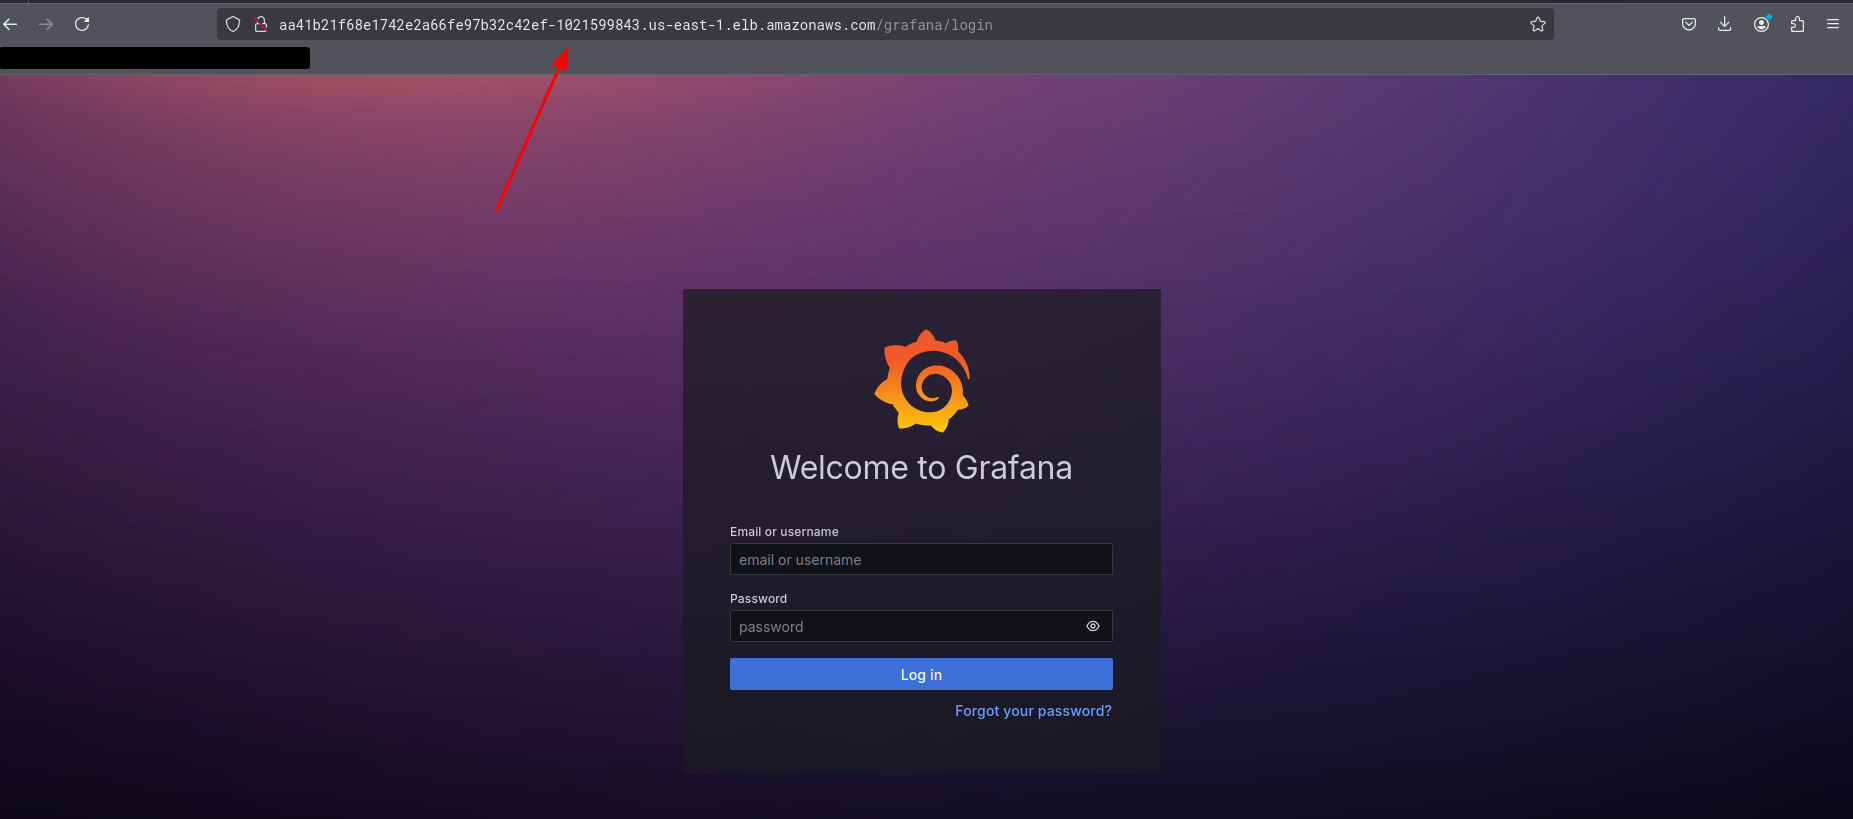 aa41b21f68e1742e2a66fe97b32c42ef-1021599843.us-east-1.elb.amazonaws.com/grafana/login
Welcome to Grafana
Email or username
email or username
Password
password
Log in
Forgot your password?